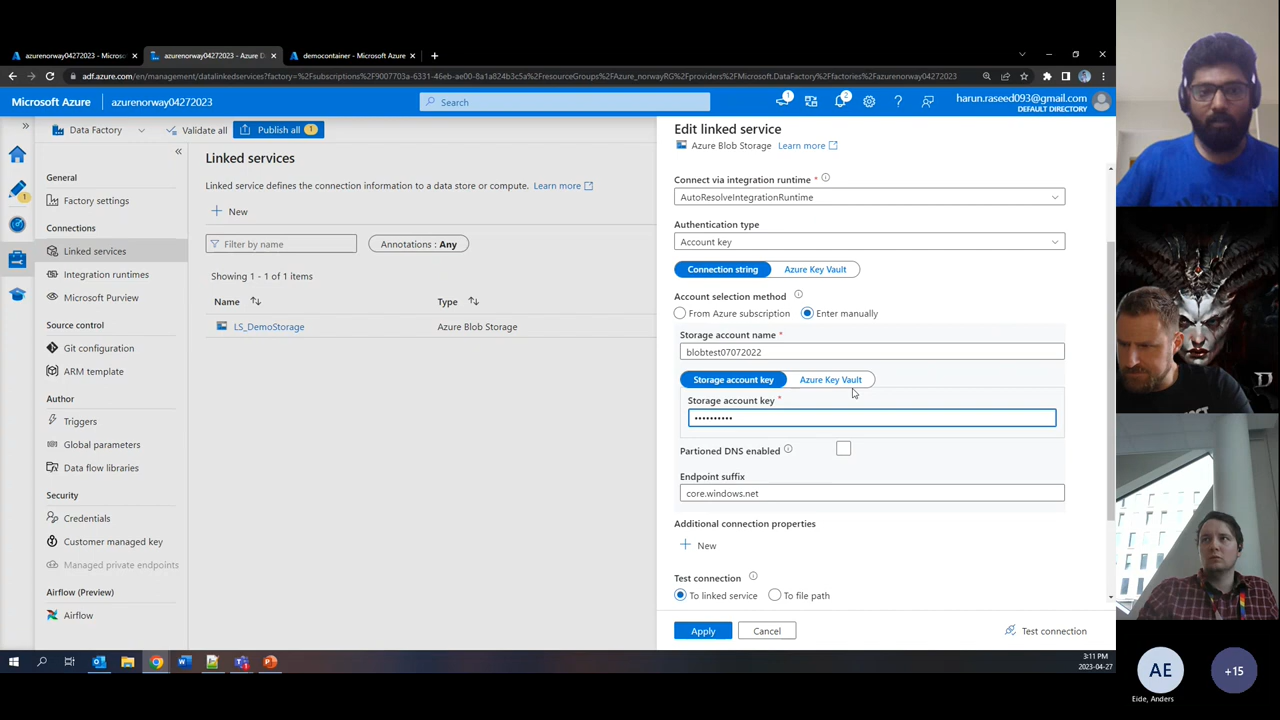 azurenorway04272023 - Microso
azurenorway04272023 - Azure D
democontainer - Microsoft Azure
adf.azure.com/en/management/datalinkedservices?factory=%2Fsubscriptions%2F9007703a-6331-46eb-ae00-8a1a824b3c5a%2FresourceGroups%2FAzure_norwayRG%2Fproviders%2FMicrosoft.DataFactory%2Ffactories%2Fazurenorway04272023
Microsoft Azure
azurenorway04272023
Search
1
2
harun.raseed093@gmail.com
DEFAULT DIRECTORY
Data Factory
Validate all
Publish all 1
1
General
Factory settings
Connections
Linked services
Integration runtimes
Microsoft Purview
Source control
Git configuration
ARM template
Author
Triggers
Global parameters
Data flow libraries
Security
Credentials
Customer managed key
Managed private endpoints
Airflow (Preview)
Airflow
Linked services
Linked service defines the connection information to a data store or compute. Learn more
New
Filter by name
Annotations : Any
Showing 1 - 1 of 1 items
Name
Type
LS_DemoStorage
Azure Blob Storage
Edit linked service
Azure Blob Storage Learn more
Connect via integration runtime *
AutoResolveIntegrationRuntime
Authentication type
Account key
Connection string
Azure Key Vault
Account selection method
From Azure subscription
Enter manually
Storage account name *
blobtest07072022
Storage account key
Azure Key Vault
Storage account key *
••••••••••
Partioned DNS enabled
Endpoint suffix
core.windows.net
Additional connection properties
New
Test connection
To linked service
To file path
Apply
Cancel
Test connection
3:11 PM
2023-04-27
AE
Eide, Anders
+15